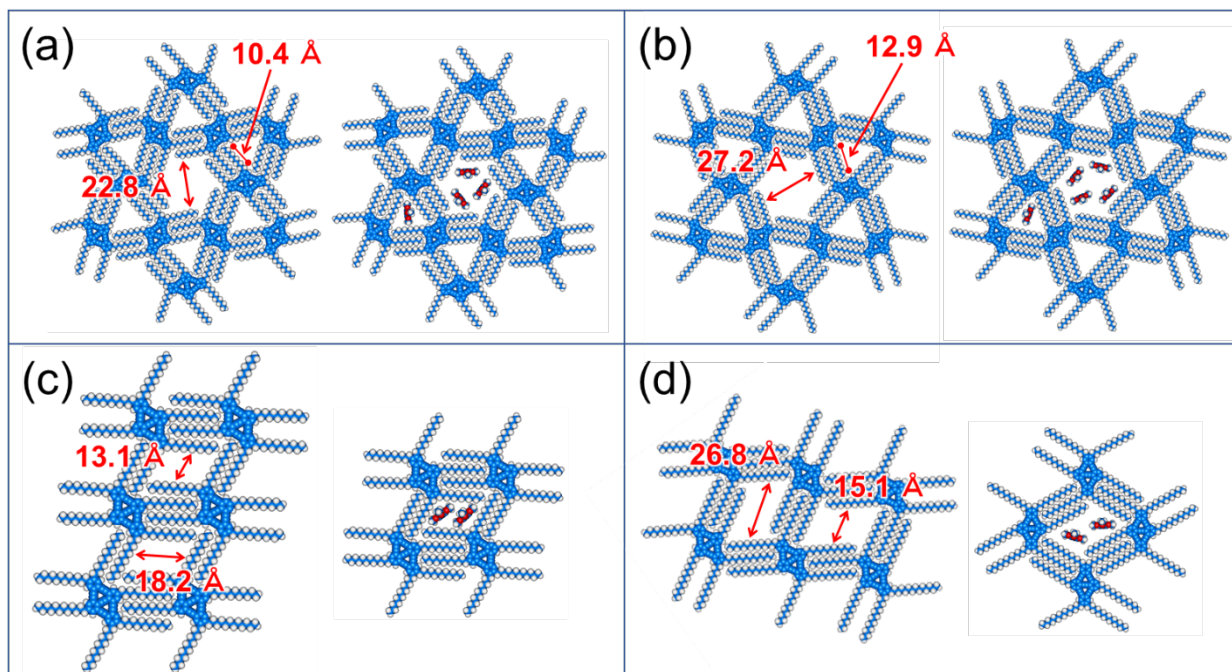 (a)
10.4 Å
22.8 Å
(b)
12.9 Å
27.2 Å
(c)
13.1 Å
18.2 Å
(d)
26.8 Å
15.1 Å